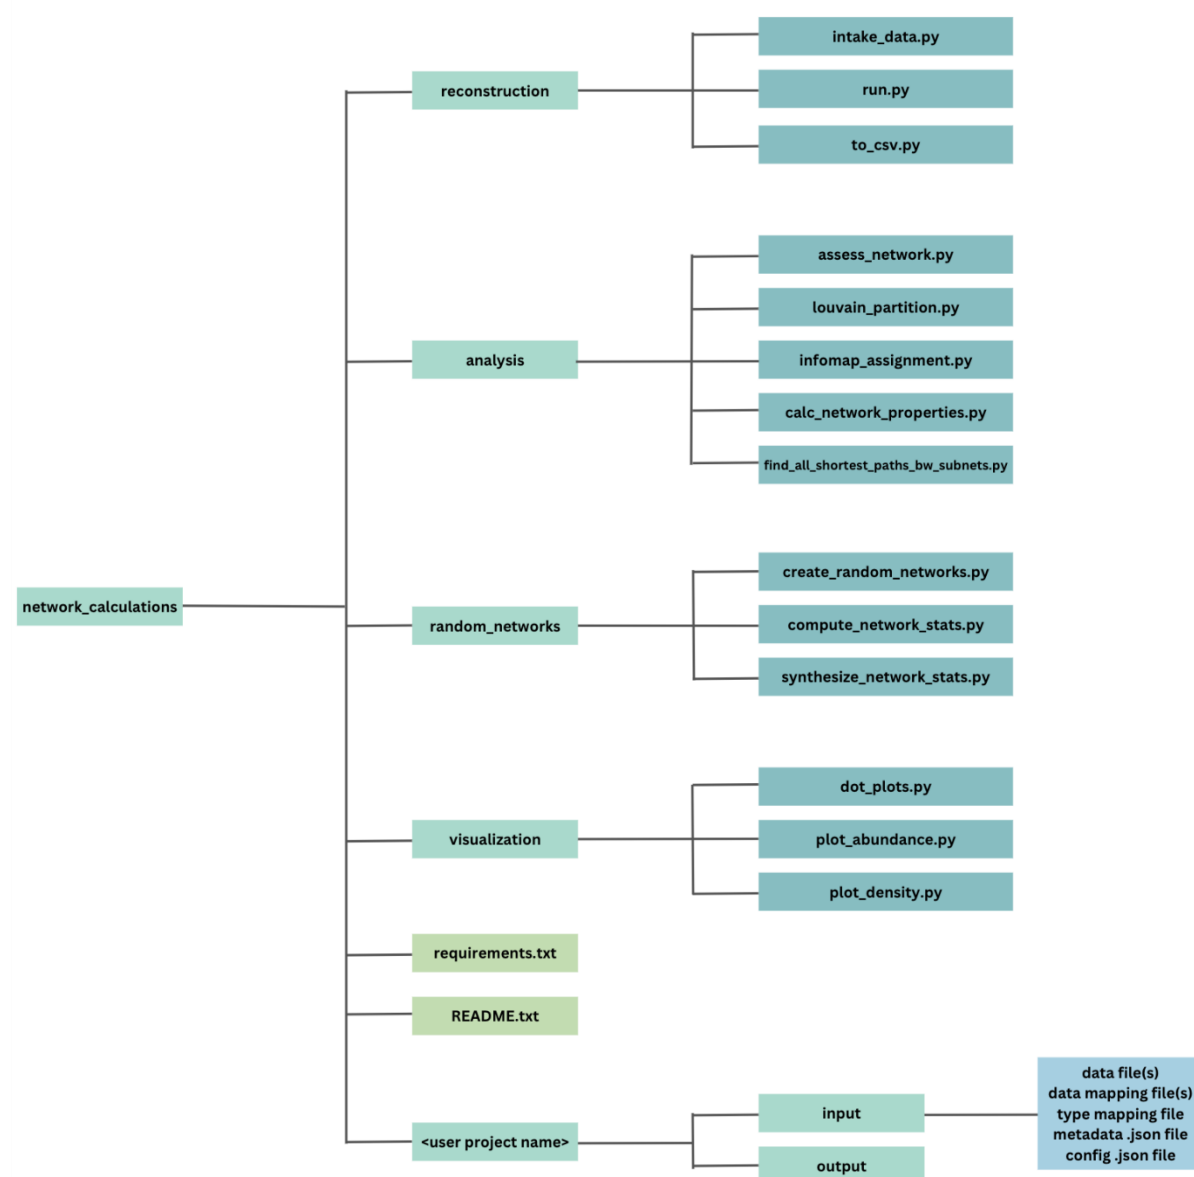 network_calculations
reconstruction
intake_data.py
run.py
to_csv.py
analysis
assess_network.py
louvain_partition.py
infomap_assignment.py
calc_network_properties.py
find_all_shortest_paths_bw_subnets.py
random_networks
create_random_networks.py
compute_network_stats.py
synthesize_network_stats.py
visualization
dot_plots.py
plot_abundance.py
plot_density.py
requirements.txt
README.txt
<user project name>
input
data file(s)
data mapping file(s)
type mapping file
metadata .json file
config .json file
output